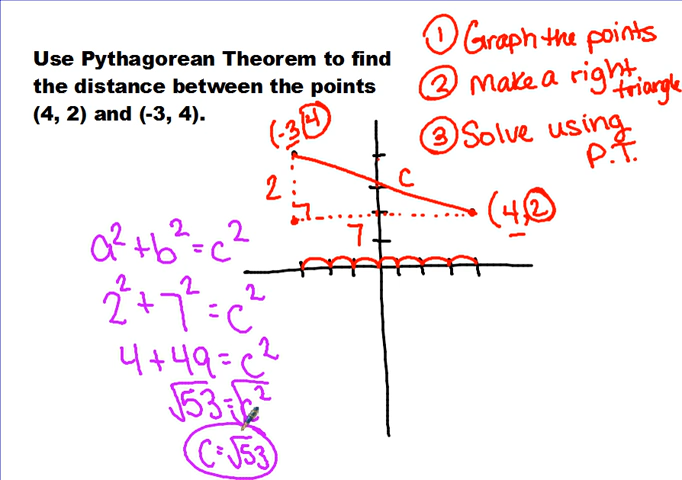 Use Pythagorean Theorem to find
the distance between the points
(4, 2) and (-3, 4).
① Graph the points
② Make a right
triangle
③ Solve using
P.T.
(-3, 4)
C
2
(4, 2)
7
a² + b² = c²
2² + 7² = c²
4 + 49 = c²
√53 = √c²
c = √53